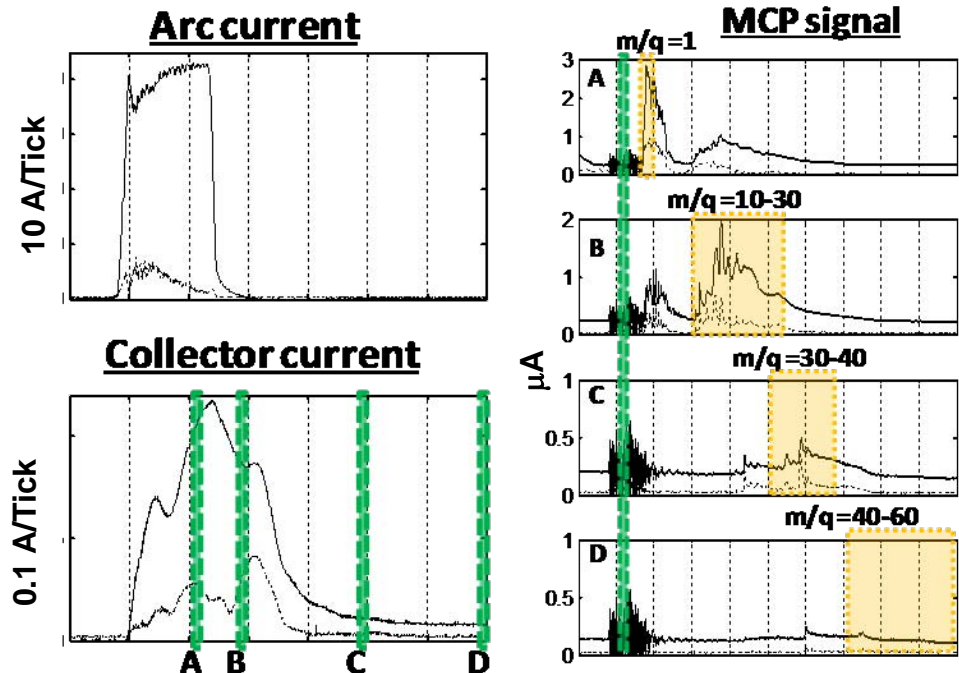 Arc current
10 A/Tick
Collector current
0.1 A/Tick
A B C D
MCP signal
m/q =1
A
3
2
1
0
m/q =10-30
B
2
1
0
μA
m/q=30-40
C
1
0.5
0
m/q=40-60
D
1
0.5
0